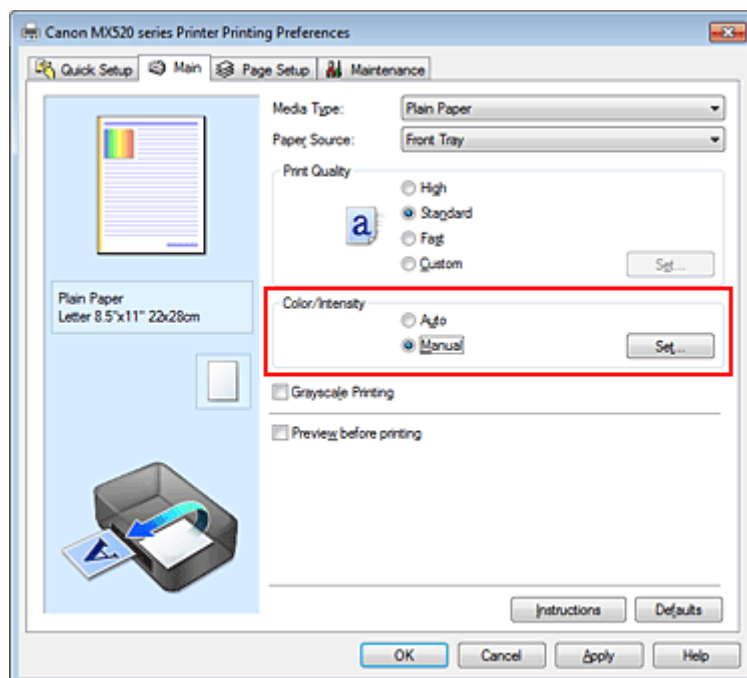 Canon MX520 series Printer Printing Preferences
Quick Setup Main Page Setup Maintenance
Media Type: Plain Paper
Paper Source: Front Tray
Print Quality
High
a Standard
Fast
Custom Set...
Plain Paper
Letter 8.5"x11" 22x28cm
Color/Intensity
Auto
Manual Set...
Grayscale Printing
Preview before printing
A
Instructions Defaults
OK Cancel Apply Help